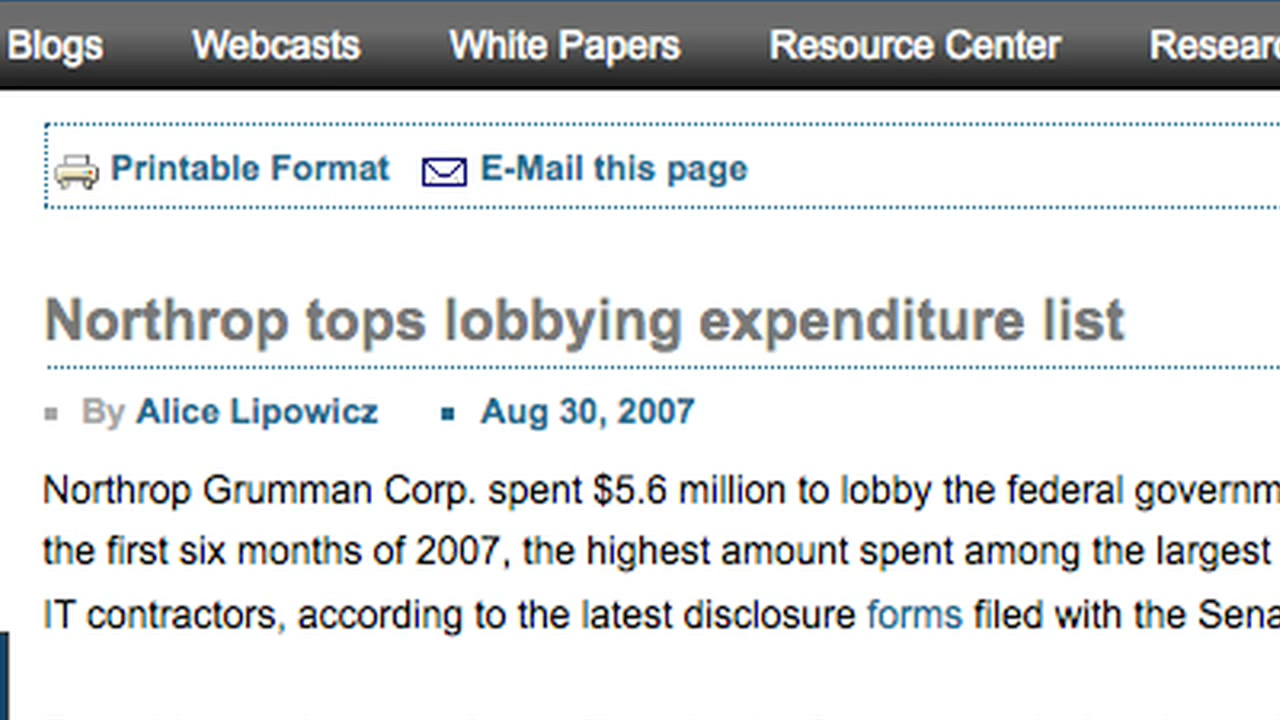 Blogs Webcasts White Papers Resource Center
Printable Format E-Mail this page
Northrop tops lobbying expenditure list
By Alice Lipowicz Aug 30, 2007
Northrop Grumman Corp. spent $5.6 million to lobby the federal governm
the first six months of 2007, the highest amount spent among the largest
IT contractors, according to the latest disclosure forms filed with the Sena